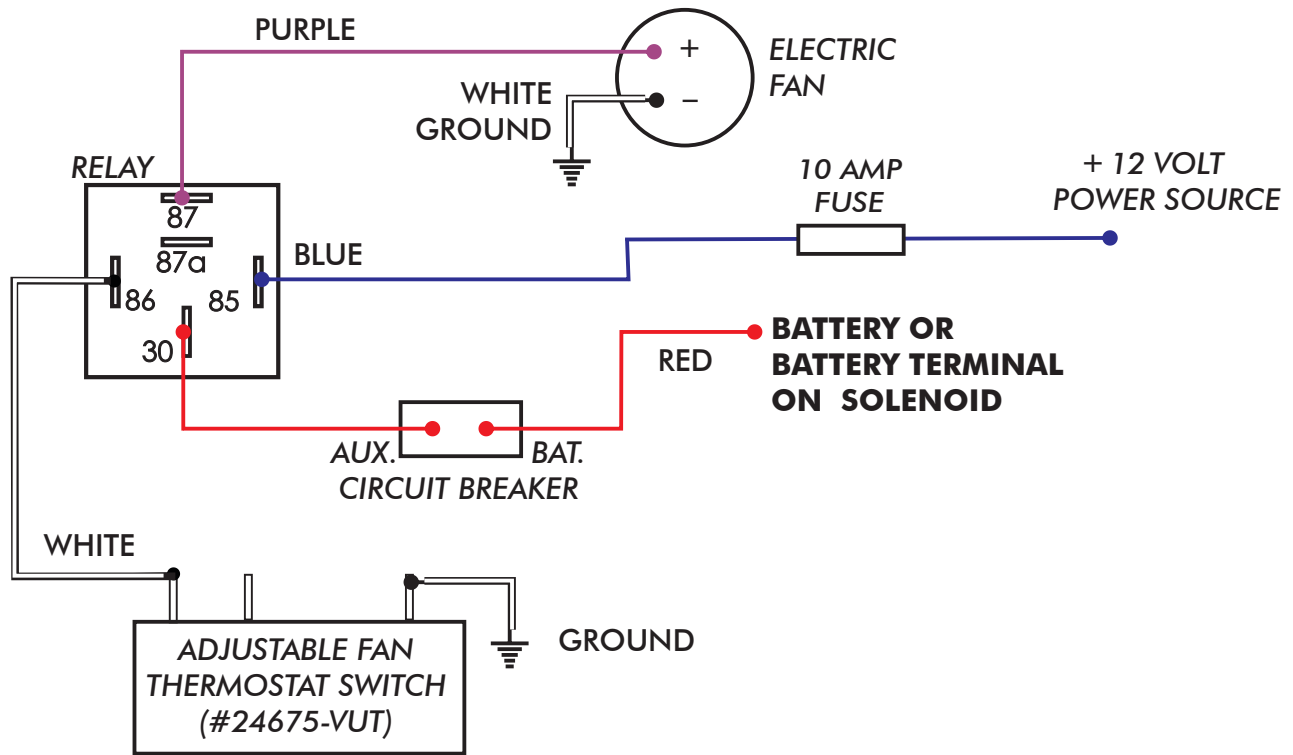 PURPLE
+
ELECTRIC
FAN
–
WHITE
GROUND
RELAY
87
87a
86
85
30
BLUE
10 AMP
FUSE
+ 12 VOLT
POWER SOURCE
RED
BATTERY OR
BATTERY TERMINAL
ON SOLENOID
AUX.
BAT.
CIRCUIT BREAKER
WHITE
GROUND
ADJUSTABLE FAN
THERMOSTAT SWITCH
(#24675-VUT)